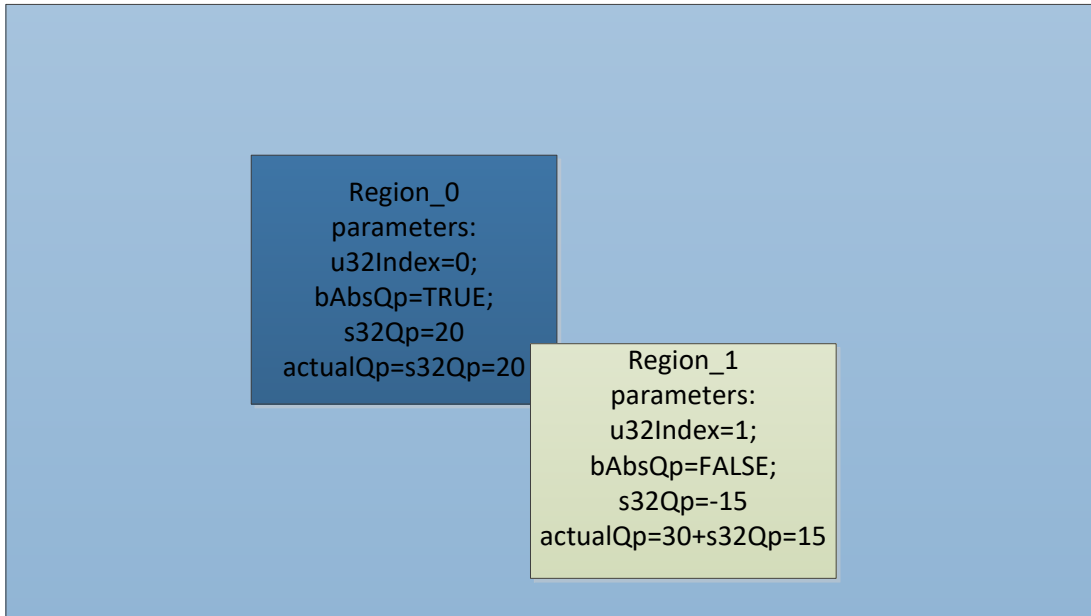 Region_0
parameters:
u32Index=0;
bAbsQp=TRUE;
s32Qp=20
actualQp=s32Qp=20
Region_1
parameters:
u32Index=1;
bAbsQp=FALSE;
s32Qp=-15
actualQp=30+s32Qp=15